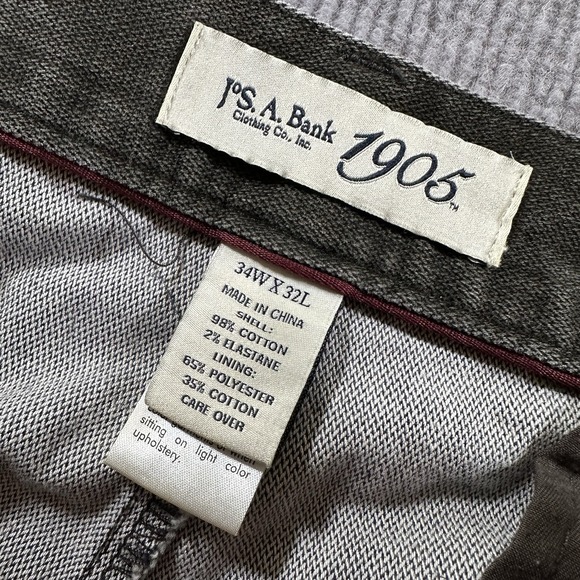 JoS. A. Bank
Clothing Co., Inc.
1905
TM
34W X 32L
MADE IN CHINA
SHELL:
98% COTTON
2% ELASTANE
LINING:
65% POLYESTER
35% COTTON
CARE OVER
sitting on light color
upholstery.